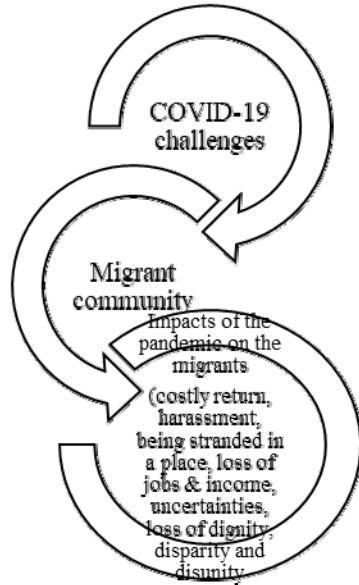 COVID-19
challenges
Migrant
community
Impacts of the
pandemic on the
migrants
(costly return,
harassment,
being stranded in
a place, loss of
jobs & income,
uncertainties,
loss of dignity,
disparity and
disunity